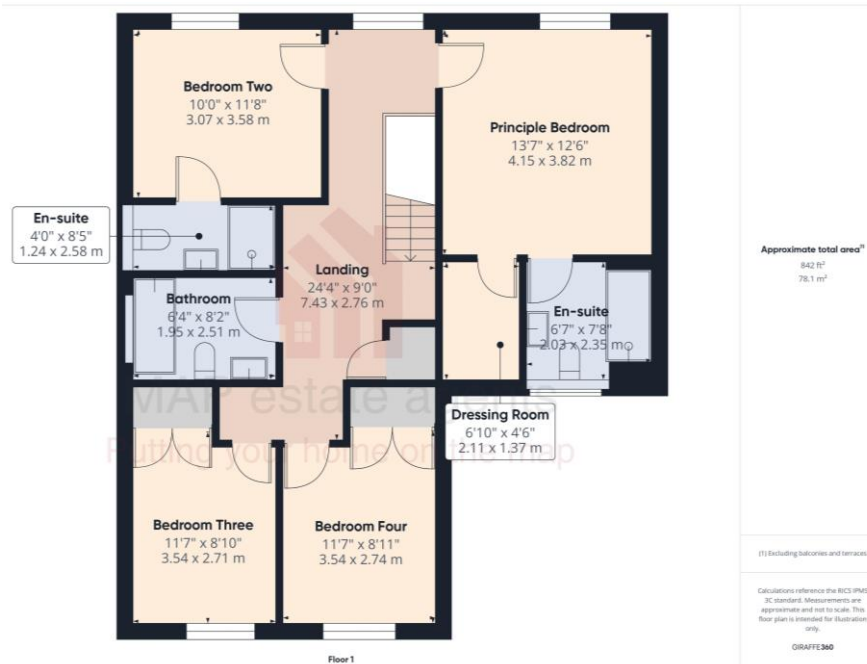 Bedroom Two
10'0" x 11'8"
3.07 x 3.58 m
Principle Bedroom
13'7" x 12'6"
4.15 x 3.82 m
En-suite
4'0" x 8'5"
1.24 x 2.58 m
Landing
24'4" x 9'0"
7.43 x 2.76 m
Bathroom
6'4" x 8'2"
1.95 x 2.51 m
En-suite
6'7" x 7'8"
2.03 x 2.35 m
MAP estate agents
Putting your home on the map
Dressing Room
6'10" x 4'6"
2.11 x 1.37 m
Bedroom Three
11'7" x 8'10"
3.54 x 2.71 m
Bedroom Four
11'7" x 8'11"
3.54 x 2.74 m
Floor 1
Approximate total area(1)
842 ft²
78.1 m²
(1) Excluding balconies and terraces
Calculations reference the RICS IPMS
3C standard. Measurements are
approximate and not to scale. This
floor plan is intended for illustration
only.
GIRAFFE360